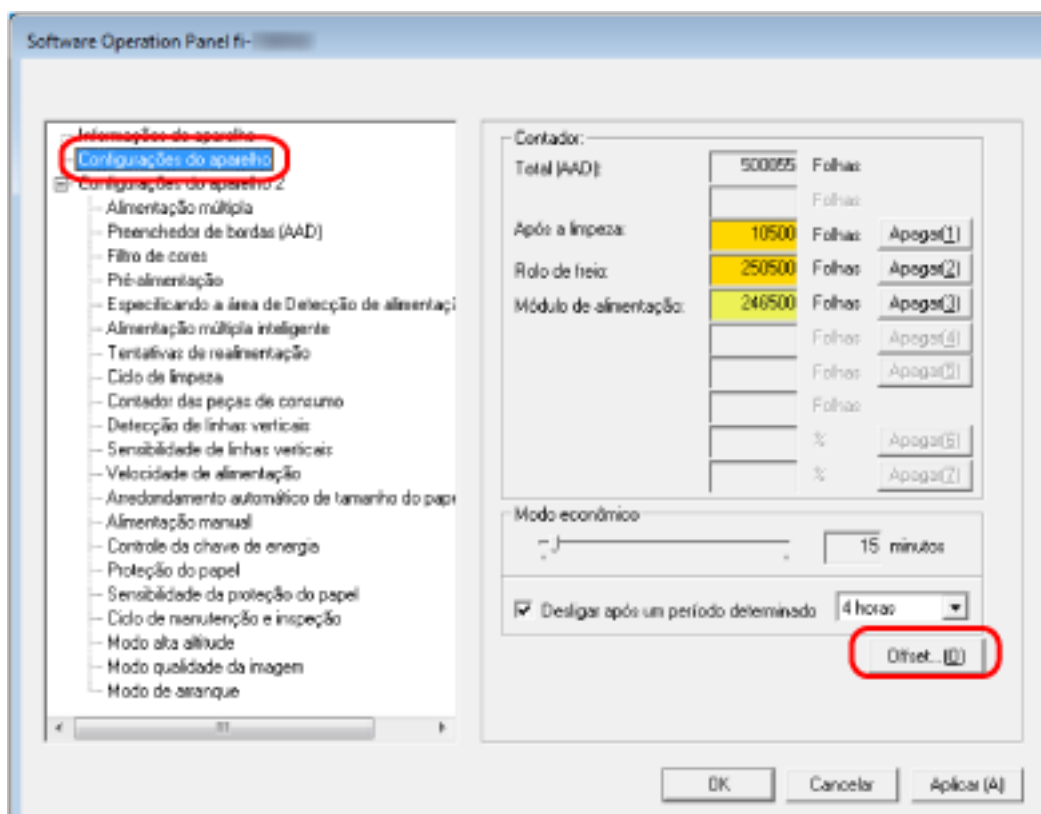 Software Operation Panel fi-
Informações do aparelho
Configurações do aparelho
Configurações do aparelho 2
Alimentação múltipla
Preenchedor de bordas (AAD)
Filtro de cores
Pré-alimentação
Especificando a área de Detecção de alimentaçã
Alimentação múltipla inteligente
Tentativas de realimentação
Ciclo de limpeza
Contador das peças de consumo
Detecção de linhas verticais
Sensibilidade de linhas verticais
Velocidade de alimentação
Arredondamento automático de tamanho do pape
Alimentação manual
Controle da chave de energia
Proteção do papel
Sensibilidade da proteção do papel
Ciclo de manutenção e inspeção
Modo alta altitude
Modo qualidade da imagem
Modo de arranque
Contador:
Total (AAD): 500055 Folhas
Folhas
Após a limpeza: 10500 Folhas Apagar(1)
Rolo de freio: 250500 Folhas Apagar(2)
Módulo de alimentação: 246500 Folhas Apagar(3)
Folhas Apagar(4)
Folhas Apagar(5)
Folhas
% Apagar(6)
% Apagar(7)
Modo econômico
15 minutos
Desligar após um período determinado 4 horas
Offset...(O)
OK Cancelar Aplicar (A)